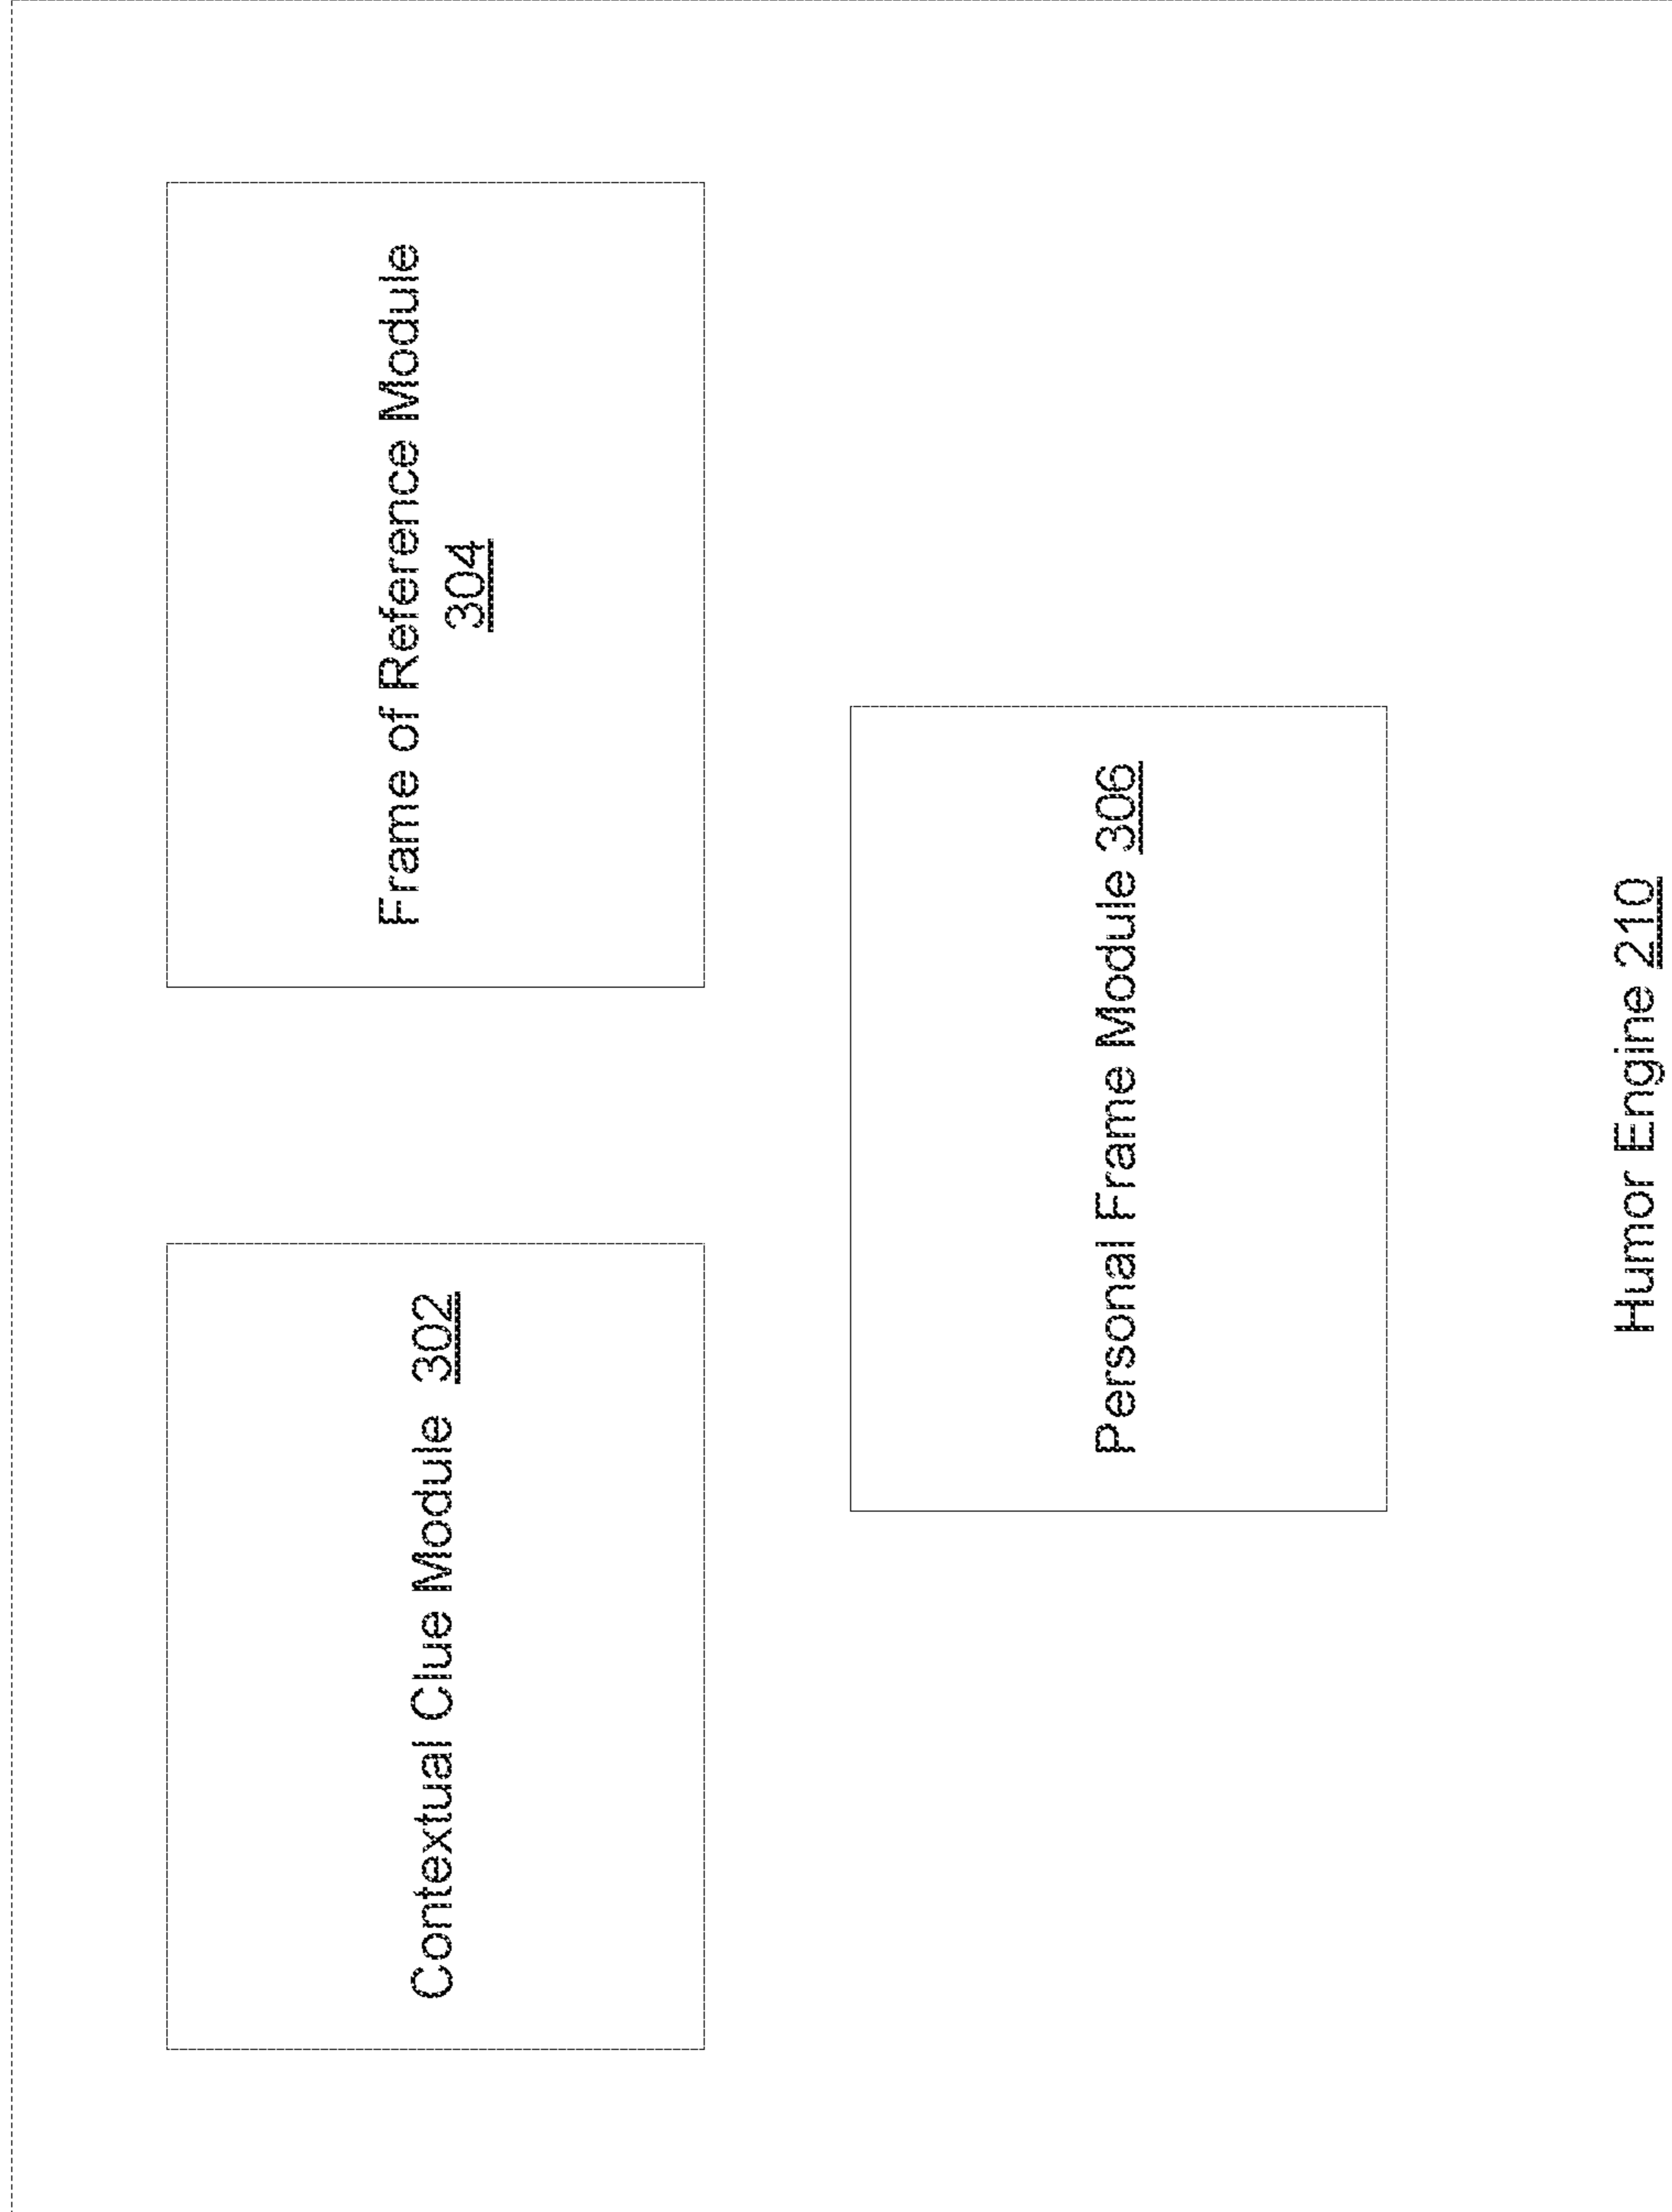 Contextual Clue Module 302
Frame of Reference Module
304
Personal Frame Module 306
Humor Engine 210